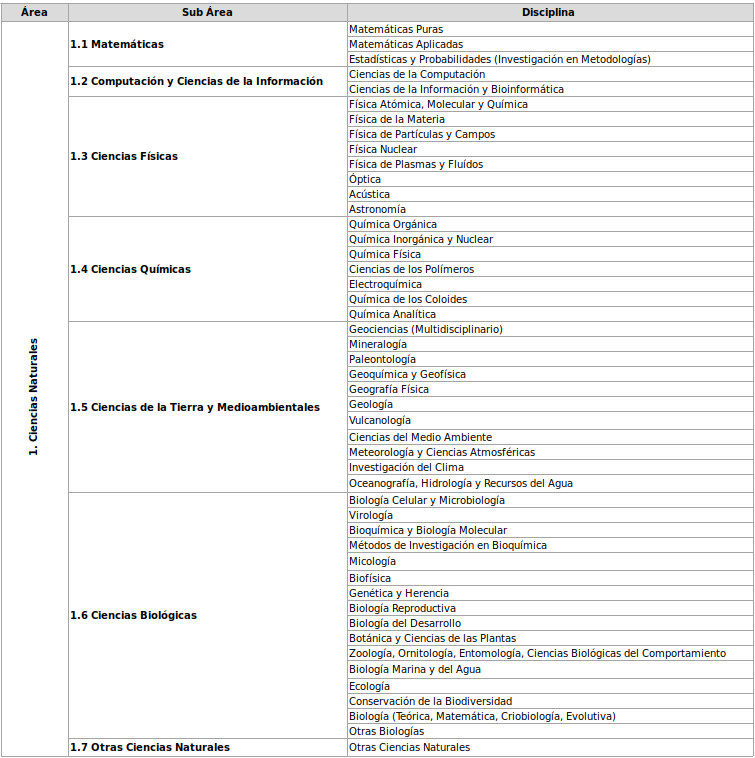 Área Sub Área Disciplina
1. Ciencias Naturales
1.1 Matemáticas
Matemáticas Puras
Matemáticas Aplicadas
Estadísticas y Probabilidades (Investigación en Metodologías)
1.2 Computación y Ciencias de la Información
Ciencias de la Computación
Ciencias de la Información y Bioinformática
1.3 Ciencias Físicas
Física Atómica, Molecular y Química
Física de la Materia
Física de Partículas y Campos
Física Nuclear
Física de Plasmas y Fluídos
Óptica
Acústica
Astronomía
1.4 Ciencias Químicas
Química Orgánica
Química Inorgánica y Nuclear
Química Física
Ciencias de los Polímeros
Electroquímica
Química de los Coloides
Química Analítica
1.5 Ciencias de la Tierra y Medioambientales
Geociencias (Multidisciplinario)
Mineralogía
Paleontología
Geoquímica y Geofísica
Geografía Física
Geología
Vulcanología
Ciencias del Medio Ambiente
Meteorología y Ciencias Atmosféricas
Investigación del Clima
Oceanografía, Hidrología y Recursos del Agua
1.6 Ciencias Biológicas
Biología Celular y Microbiología
Virología
Bioquímica y Biología Molecular
Métodos de Investigación en Bioquímica
Micología
Biofísica
Genética y Herencia
Biología Reproductiva
Biología del Desarrollo
Botánica y Ciencias de las Plantas
Zoología, Ornitología, Entomología, Ciencias Biológicas del Comportamiento
Biología Marina y del Agua
Ecología
Conservación de la Biodiversidad
Biología (Teórica, Matemática, Criobiología, Evolutiva)
Otras Biologías
1.7 Otras Ciencias Naturales
Otras Ciencias Naturales